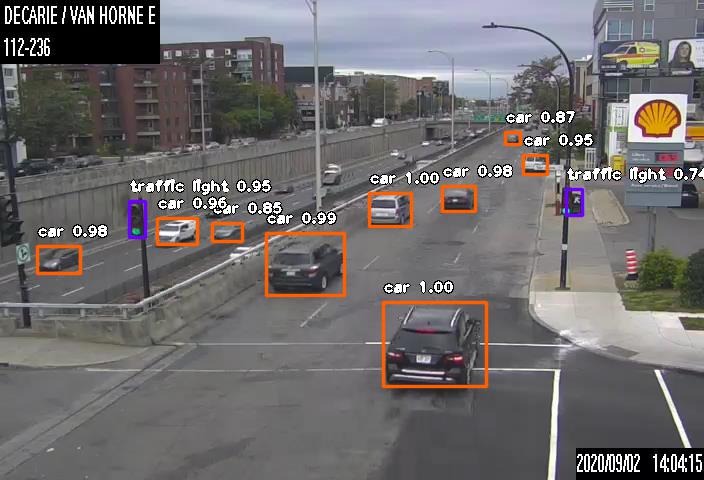 DECARIE / VAN HORNE E
112-236
car 0.87
car 0.95
traffic light 0.74
traffic light 0.95
car 1.00
car 0.98
car 0.96
car 0.85
car 0.99
car 0.98
car 1.00
Shell
2020/09/02 14:04:15